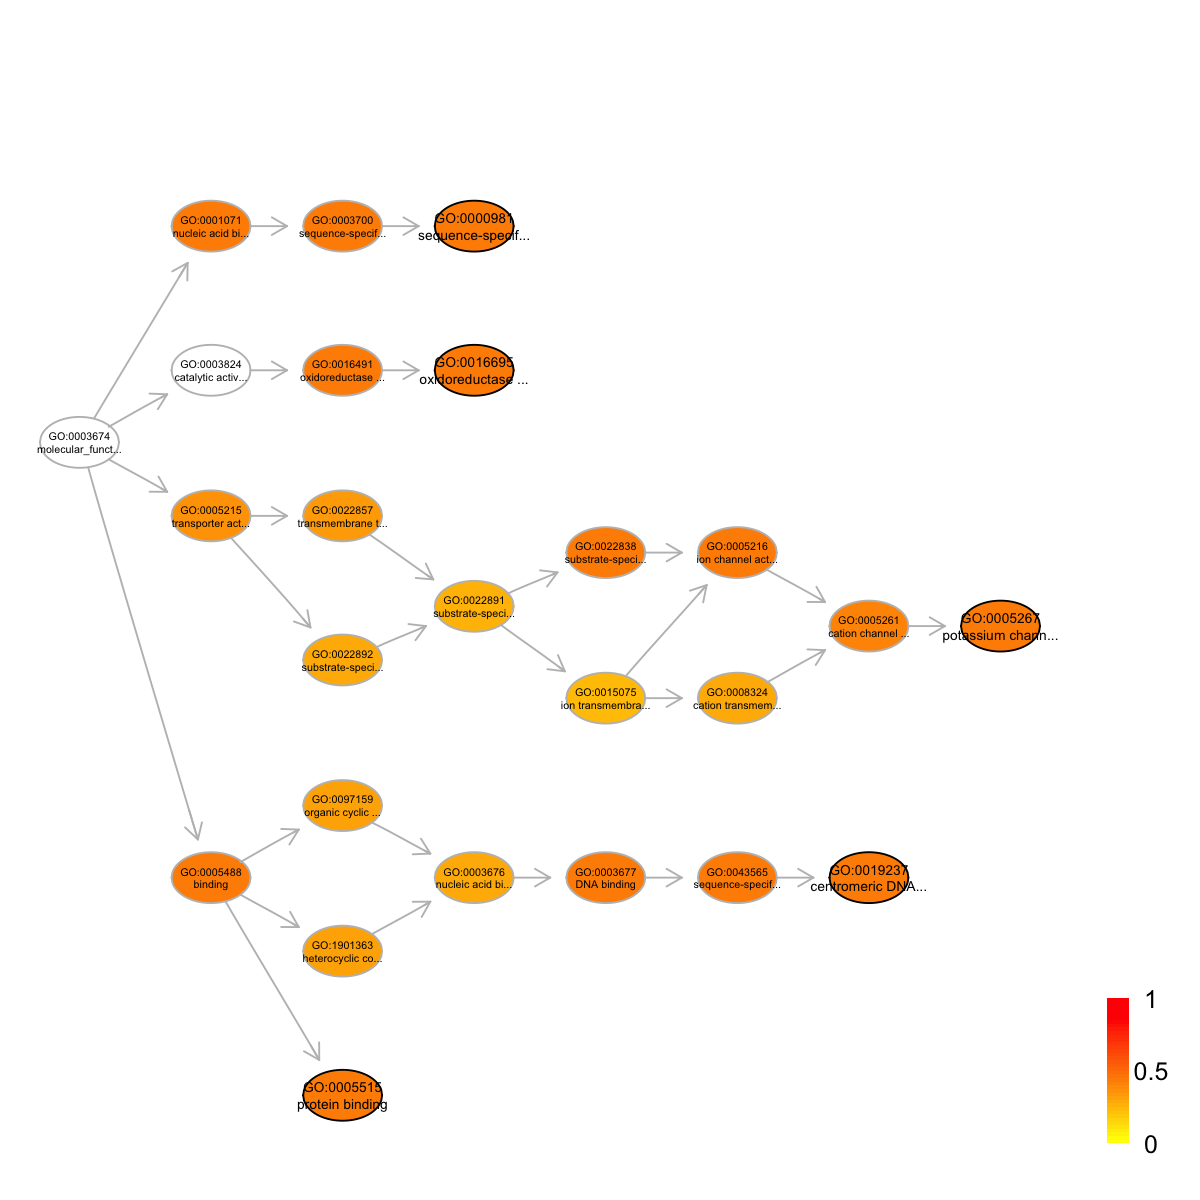 GO:0001071
nucleic acid bi...
GO:0003700
sequence-specif...
GO:0000981
sequence-specif...
GO:0003824
catalytic activ...
GO:0016491
oxidoreductase ...
GO:0016695
oxidoreductase ...
GO:0003674
molecular_funct...
GO:0005215
transporter act...
GO:0022857
transmembrane t...
GO:0022838
substrate-speci...
GO:0005216
ion channel act...
GO:0022891
substrate-speci...
GO:0005261
cation channel ...
GO:0005267
potassium chann...
GO:0022892
substrate-speci...
GO:0015075
ion transmembra...
GO:0008324
cation transmem...
GO:0097159
organic cyclic ...
GO:0005488
binding
GO:0003676
nucleic acid bi...
GO:0003677
DNA binding
GO:0043565
sequence-specif...
GO:0019237
centromeric DNA...
GO:1901363
heterocyclic co...
GO:0005515
protein binding
1
0.5
0